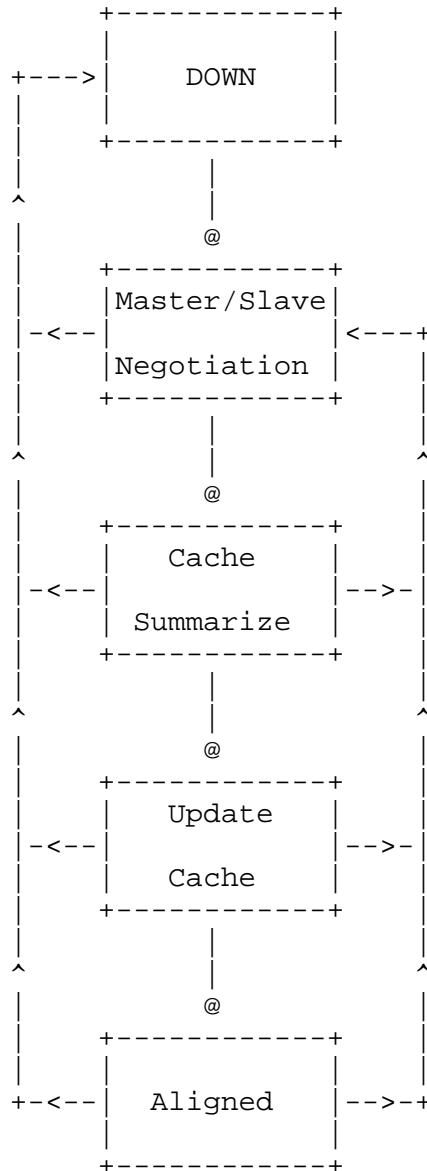 DOWN
@
Master/Slave
Negotiation
@
Cache
Summarize
@
Update
Cache
@
Aligned